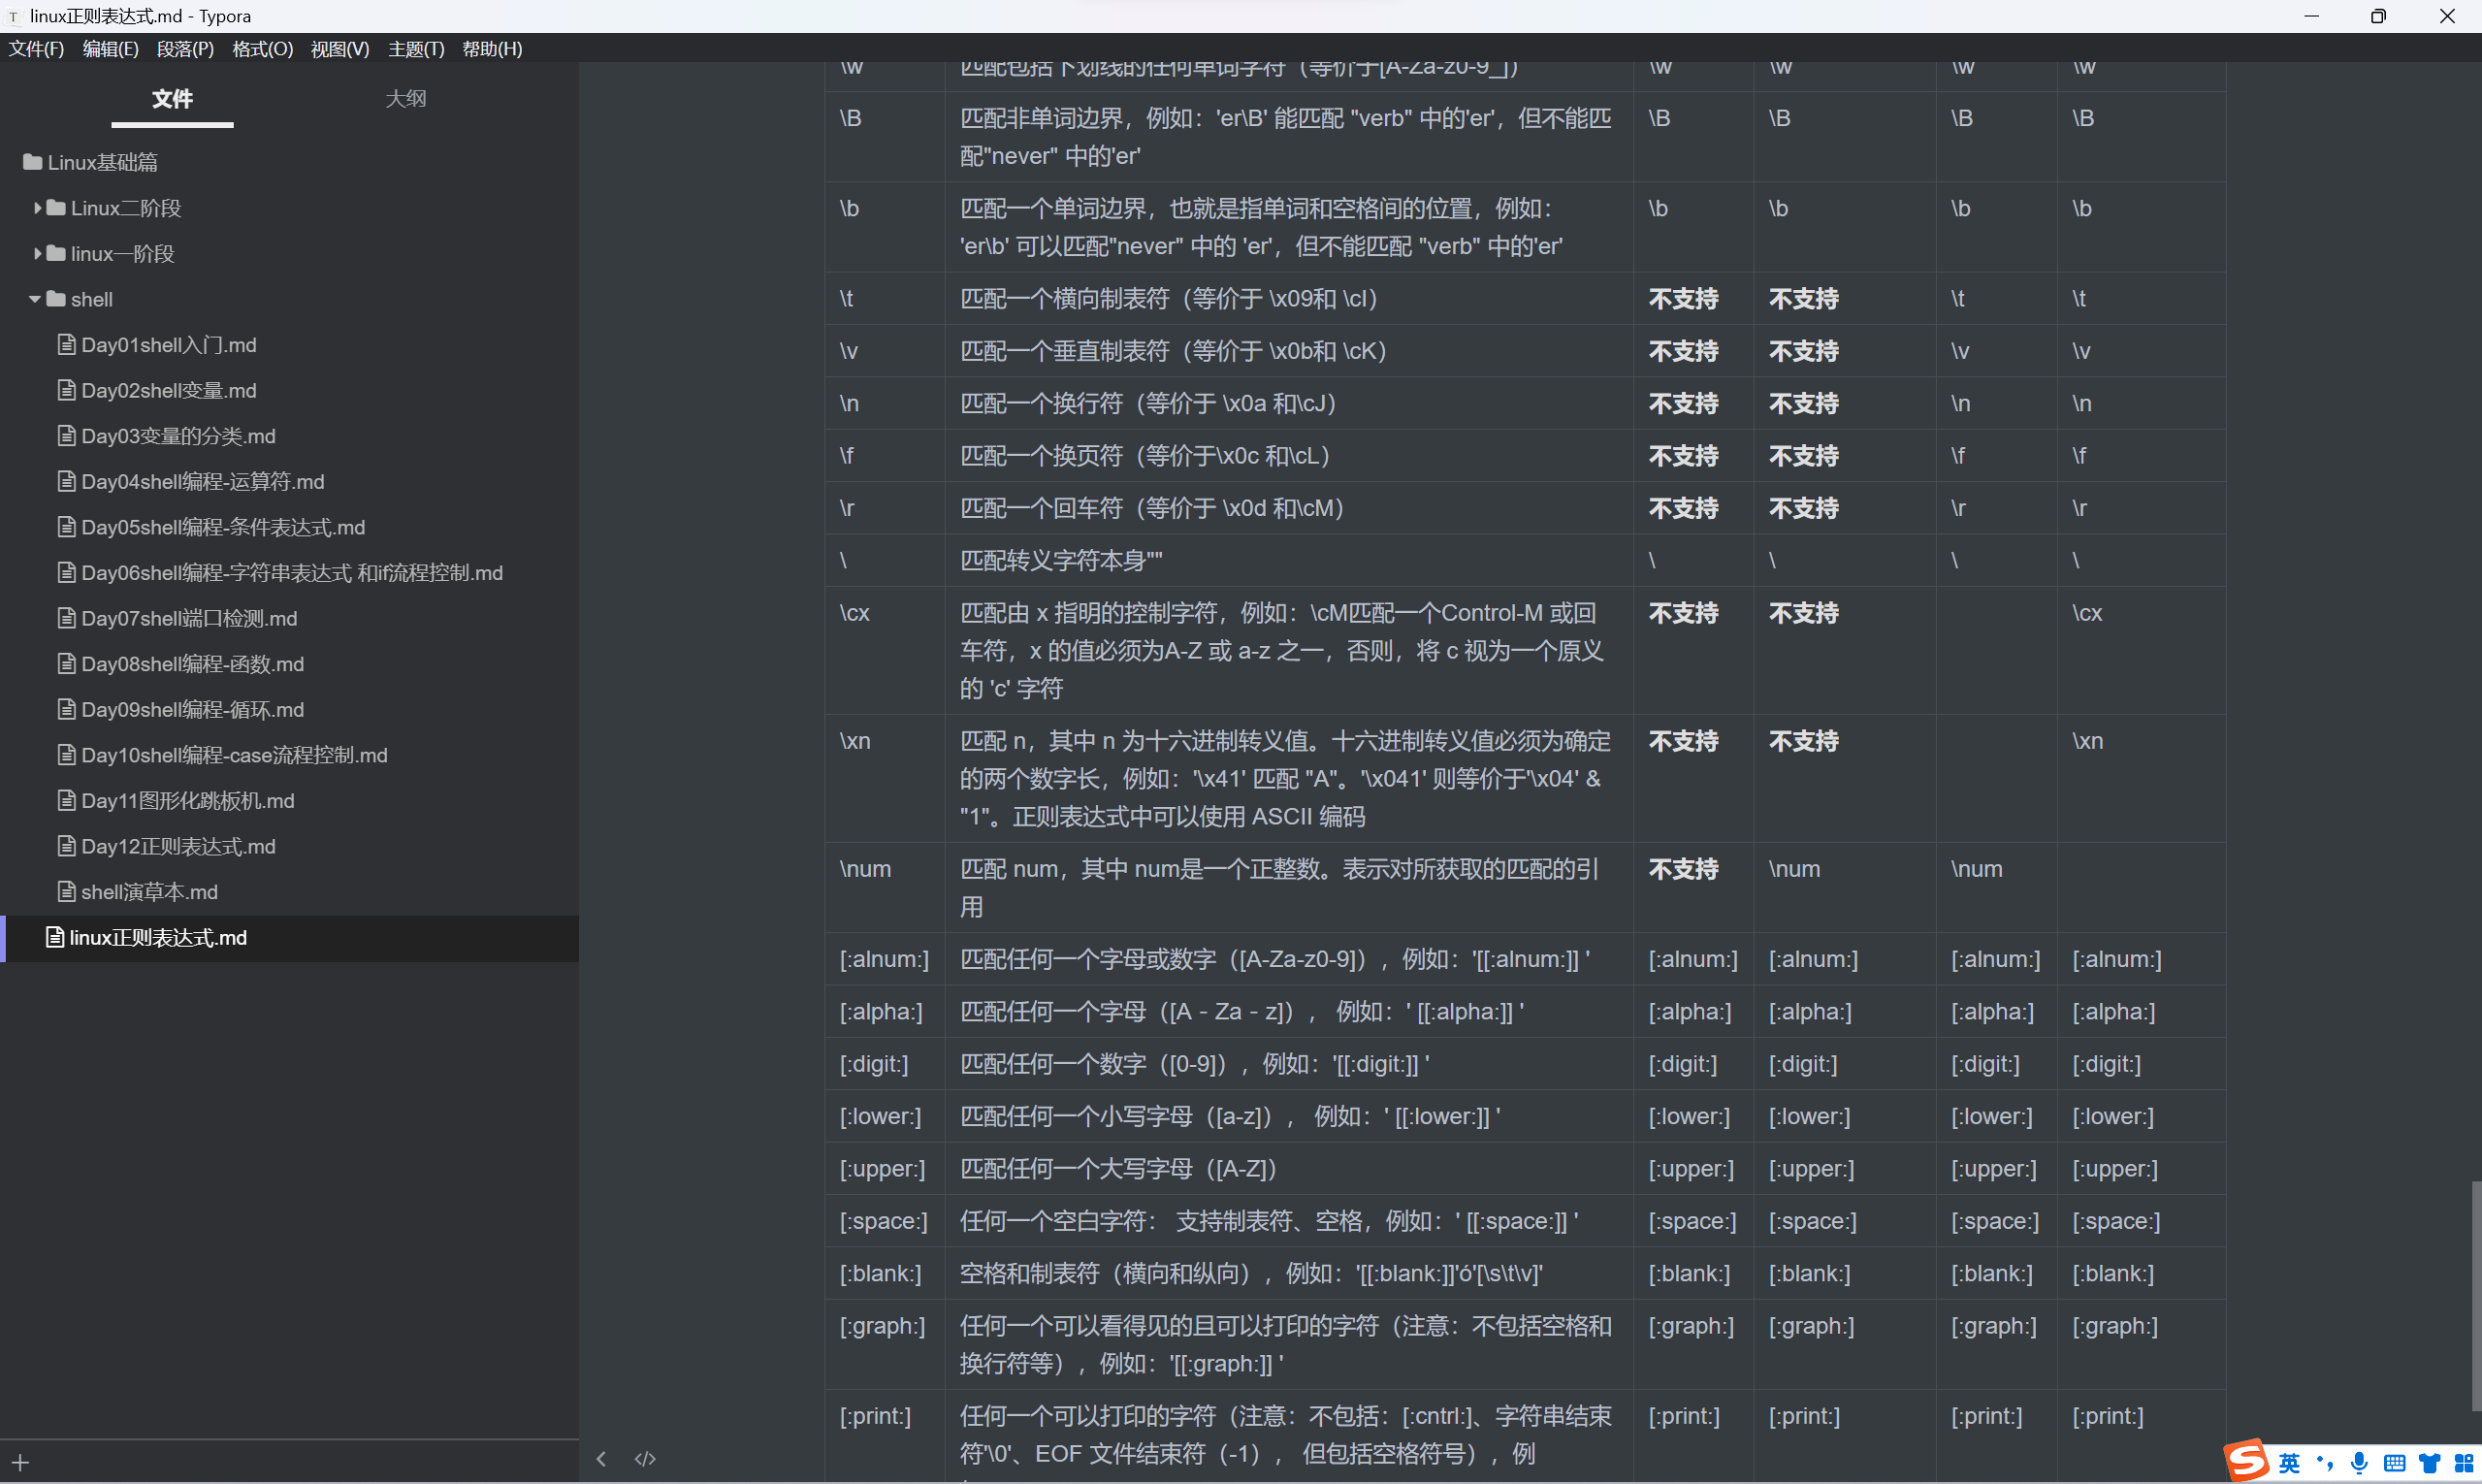 linux正则表达式.md - Typora
文件(F) 编辑(E) 段落(P) 格式(O) 视图(V) 主题(T) 帮助(H)
文件 大纲
Linux基础篇
Linux二阶段
linux一阶段
shell
Day01shell入门.md
Day02shell变量.md
Day03变量的分类.md
Day04shell编程-运算符.md
Day05shell编程-条件表达式.md
Day06shell编程-字符串表达式 和if流程控制.md
Day07shell端口检测.md
Day08shell编程-函数.md
Day09shell编程-循环.md
Day10shell编程-case流程控制.md
Day11图形化跳板机.md
Day12正则表达式.md
shell演草本.md
linux正则表达式.md
\w 匹配包括下划线的任何单词字符（等价于[A-Za-z0-9_]） \w \w \w \w
\B 匹配非单词边界，例如：'er\B' 能匹配 "verb" 中的'er'，但不能匹 \B \B \B \B
配"never" 中的'er'
\b 匹配一个单词边界，也就是指单词和空格间的位置，例如： \b \b \b \b
'er\b' 可以匹配"never" 中的 'er'，但不能匹配 "verb" 中的'er'
\t 匹配一个横向制表符（等价于 \x09和 \cI） 不支持 不支持 \t \t
\v 匹配一个垂直制表符（等价于 \x0b和 \cK） 不支持 不支持 \v \v
\n 匹配一个换行符（等价于 \x0a 和\cJ） 不支持 不支持 \n \n
\f 匹配一个换页符（等价于\x0c 和\cL） 不支持 不支持 \f \f
\r 匹配一个回车符（等价于 \x0d 和\cM） 不支持 不支持 \r \r
\ 匹配转义字符本身"" \ \ \ \
\cx 匹配由 x 指明的控制字符，例如：\cM匹配一个Control-M 或回 不支持 不支持 \cx
车符，x 的值必须为A-Z 或 a-z 之一，否则，将 c 视为一个原义
的 'c' 字符
\xn 匹配 n，其中 n 为十六进制转义值。十六进制转义值必须为确定 不支持 不支持 \xn
的两个数字长，例如：'\x41' 匹配 "A"。'\x041' 则等价于'\x04' &
"1"。正则表达式中可以使用 ASCII 编码
\num 匹配 num，其中 num是一个正整数。表示对所获取的匹配的引 不支持 \num \num
用
[:alnum:] 匹配任何一个字母或数字（[A-Za-z0-9]），例如：'[[:alnum:]] ' [:alnum:] [:alnum:] [:alnum:] [:alnum:]
[:alpha:] 匹配任何一个字母（[A - Za - z]）， 例如：' [[:alpha:]] ' [:alpha:] [:alpha:] [:alpha:] [:alpha:]
[:digit:] 匹配任何一个数字（[0-9]），例如：'[[:digit:]] ' [:digit:] [:digit:] [:digit:] [:digit:]
[:lower:] 匹配任何一个小写字母（[a-z]）， 例如：' [[:lower:]] ' [:lower:] [:lower:] [:lower:] [:lower:]
[:upper:] 匹配任何一个大写字母（[A-Z]） [:upper:] [:upper:] [:upper:] [:upper:]
[:space:] 任何一个空白字符： 支持制表符、空格，例如：' [[:space:]] ' [:space:] [:space:] [:space:] [:space:]
[:blank:] 空格和制表符（横向和纵向），例如：'[[:blank:]]'ó'[\s\t\v]' [:blank:] [:blank:] [:blank:] [:blank:]
[:graph:] 任何一个可以看得见的且可以打印的字符（注意：不包括空格和 [:graph:] [:graph:] [:graph:] [:graph:]
换行符等），例如：'[[:graph:]] '
[:print:] 任何一个可以打印的字符（注意：不包括：[:cntrl:]、字符串结束 [:print:] [:print:] [:print:] [:print:]
符'\0'、EOF 文件结束符（-1）， 但包括空格符号），例
英